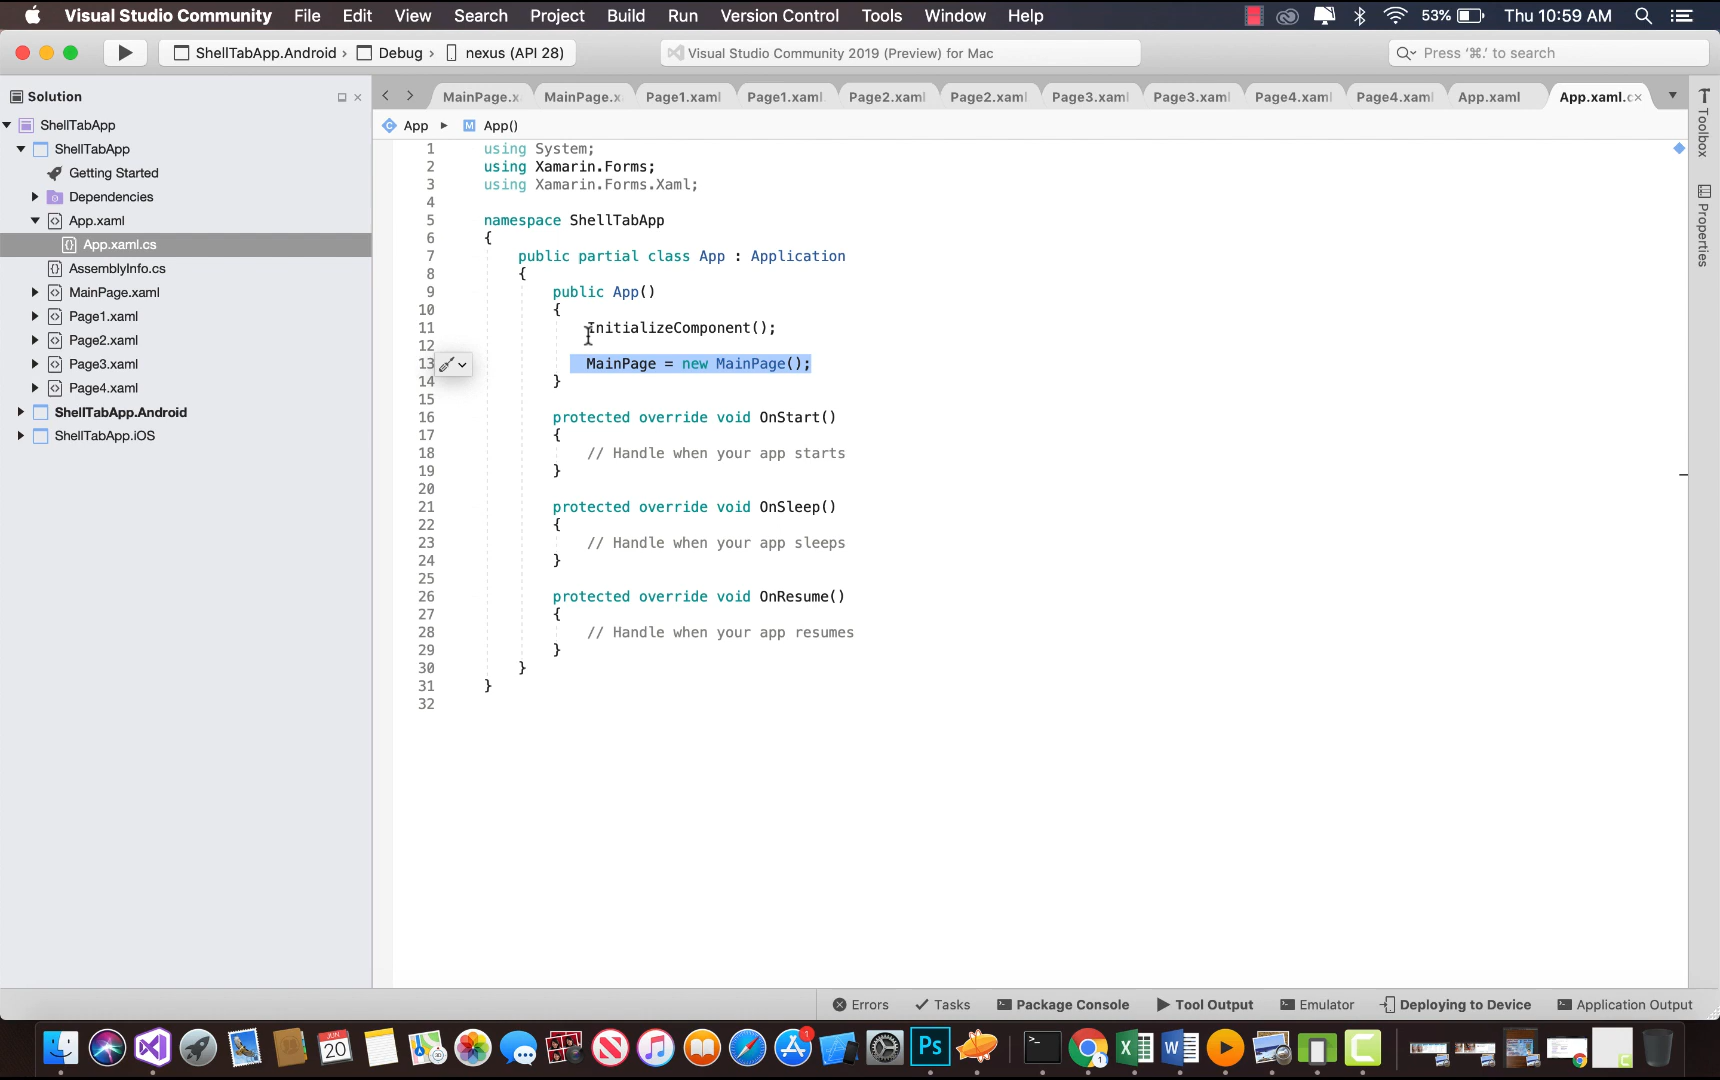 Visual Studio Community File Edit View Search Project Build Run Version Control Tools Window Help 53% Thu 10:59 AM
ShellTabApp.Android › Debug › nexus (API 28) Visual Studio Community 2019 (Preview) for Mac Press ‘⌘.’ to search
Solution
MainPage.x MainPage.x Page1.xaml Page1.xaml Page2.xaml Page2.xaml Page3.xaml Page3.xaml Page4.xaml Page4.xaml App.xaml App.xaml.c
App App()
ShellTabApp
ShellTabApp
Getting Started
Dependencies
App.xaml
App.xaml.cs
AssemblyInfo.cs
MainPage.xaml
Page1.xaml
Page2.xaml
Page3.xaml
Page4.xaml
ShellTabApp.Android
ShellTabApp.iOS
1 using System;
2 using Xamarin.Forms;
3 using Xamarin.Forms.Xaml;
4
5 namespace ShellTabApp
6 {
7 public partial class App : Application
8 {
9 public App()
10 {
11 InitializeComponent();
12
13 MainPage = new MainPage();
14 }
15
16 protected override void OnStart()
17 {
18 // Handle when your app starts
19 }
20
21 protected override void OnSleep()
22 {
23 // Handle when your app sleeps
24 }
25
26 protected override void OnResume()
27 {
28 // Handle when your app resumes
29 }
30 }
31 }
32
Toolbox
Properties
Errors Tasks Package Console Tool Output Emulator Deploying to Device Application Output
JUN
20
1
Ps
1